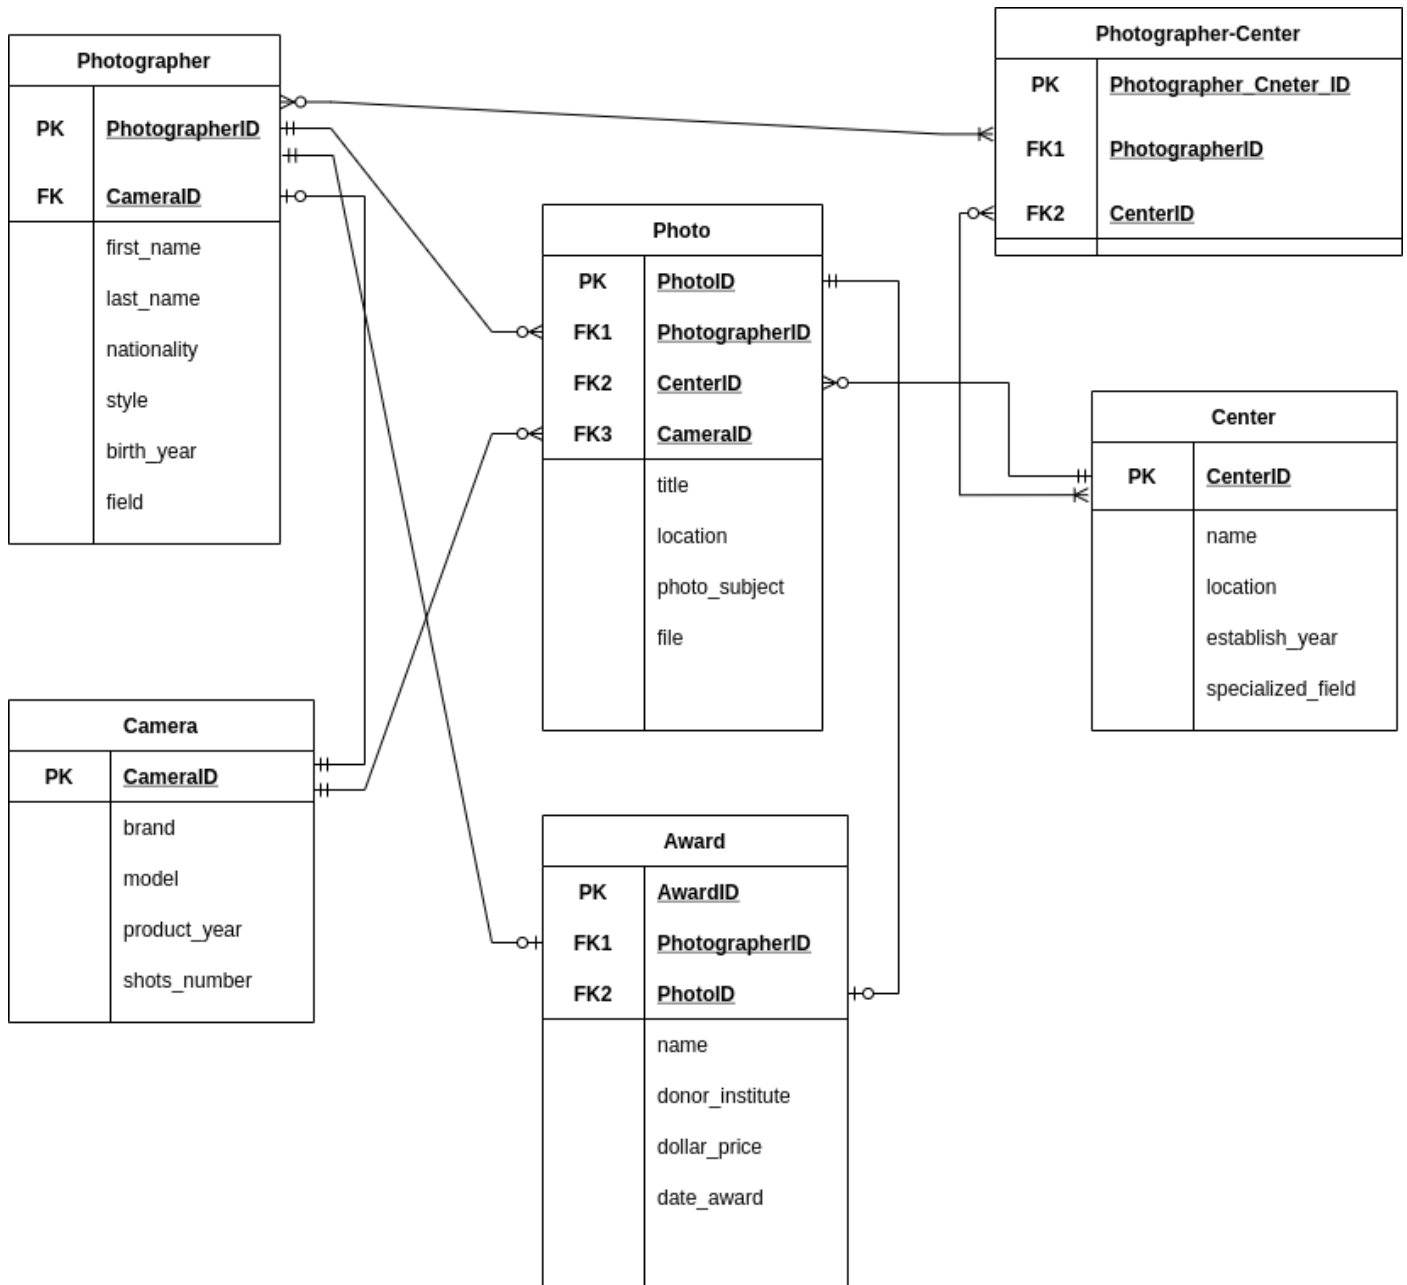 Photographer
PK PhotographerID
FK CameraID
first_name
last_name
nationality
style
birth_year
field
Photographer-Center
PK Photographer_Cneter_ID
FK1 PhotographerID
FK2 CenterID
Photo
PK PhotoID
FK1 PhotographerID
FK2 CenterID
FK3 CameraID
title
location
photo_subject
file
Center
PK CenterID
name
location
establish_year
specialized_field
Camera
PK CameraID
brand
model
product_year
shots_number
Award
PK AwardID
FK1 PhotographerID
FK2 PhotoID
name
donor_institute
dollar_price
date_award